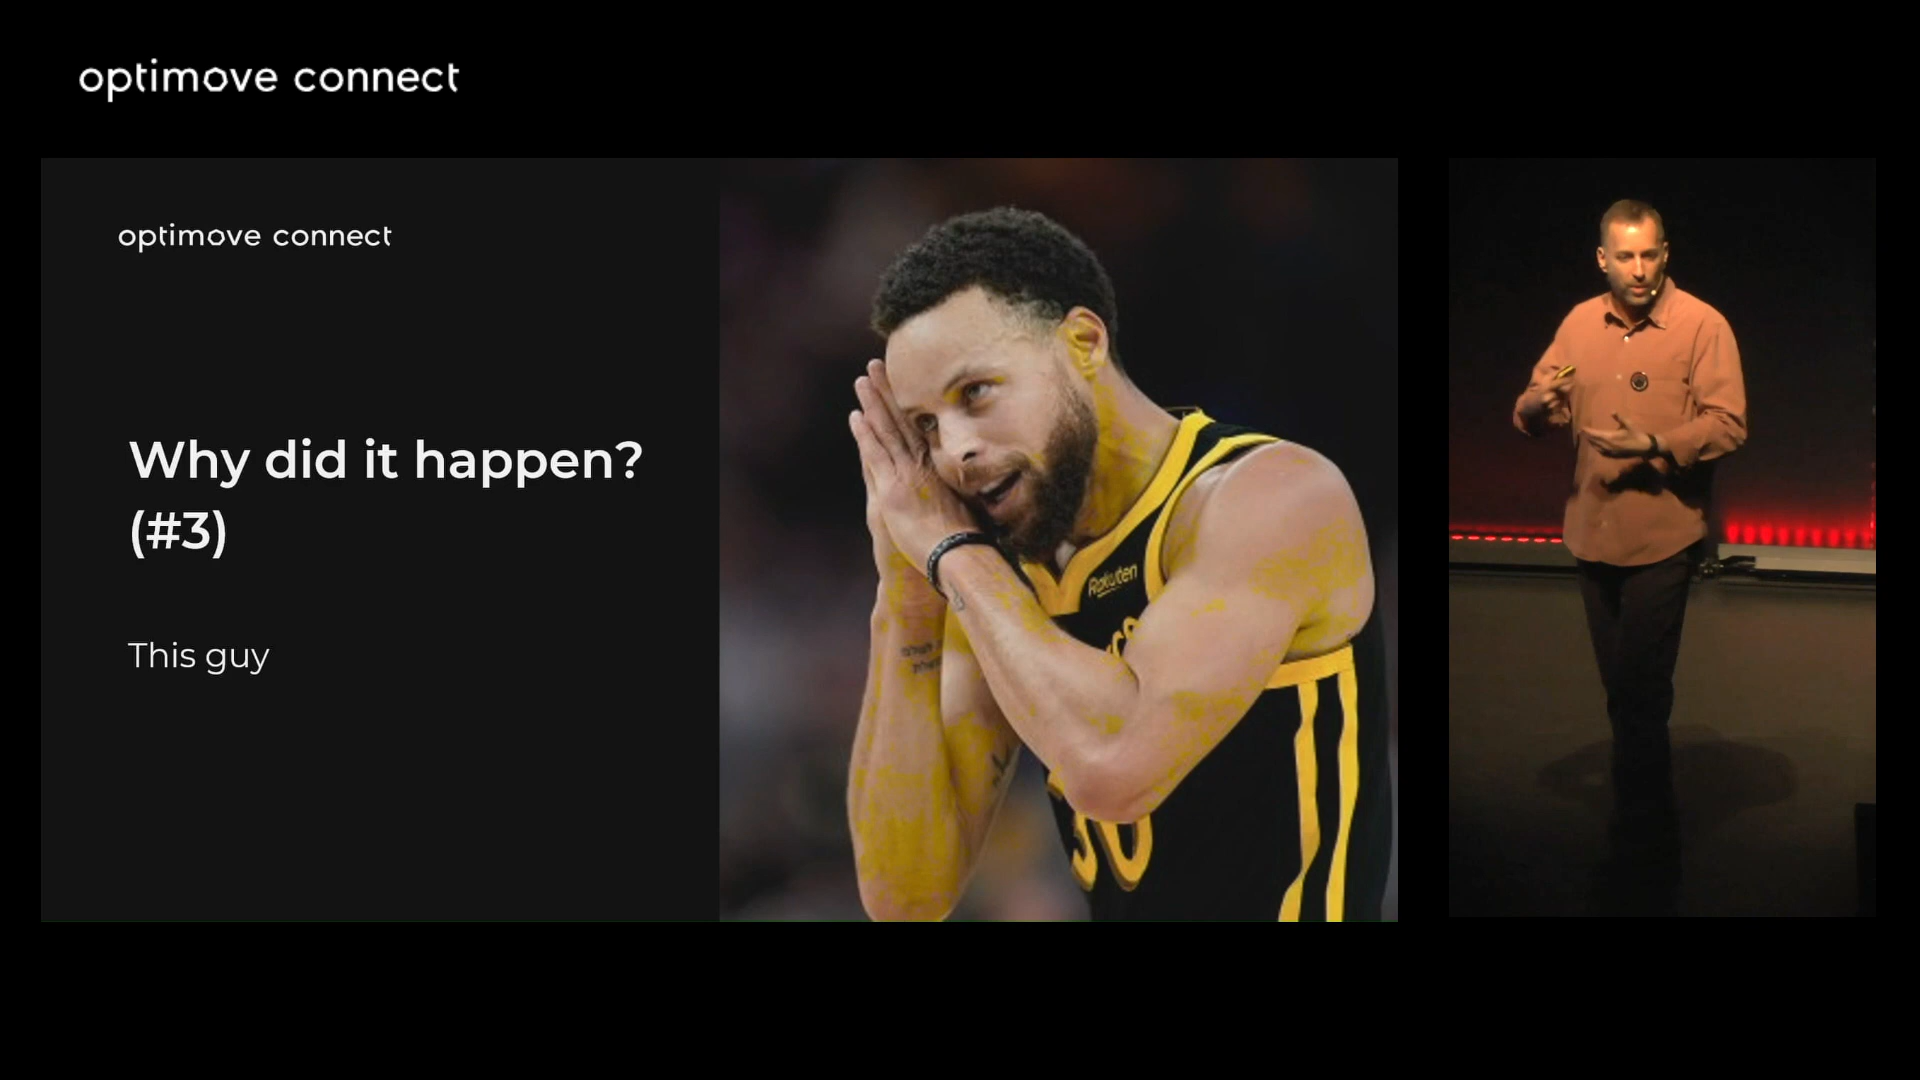 optimove connect
optimove connect
Why did it happen?
(#3)
This guy
Rakuten
30